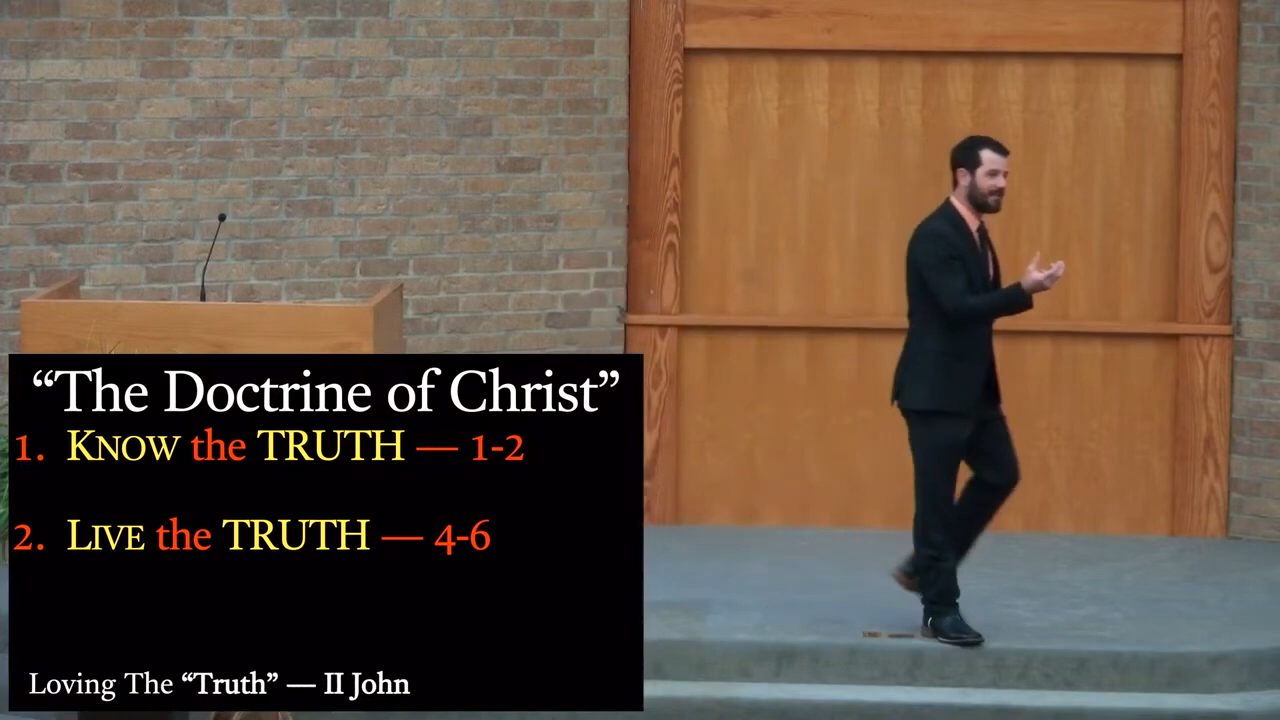 “The Doctrine of Christ”
1. KNOW the TRUTH — 1-2
2. LIVE the TRUTH — 4-6
Loving The “Truth” — II John